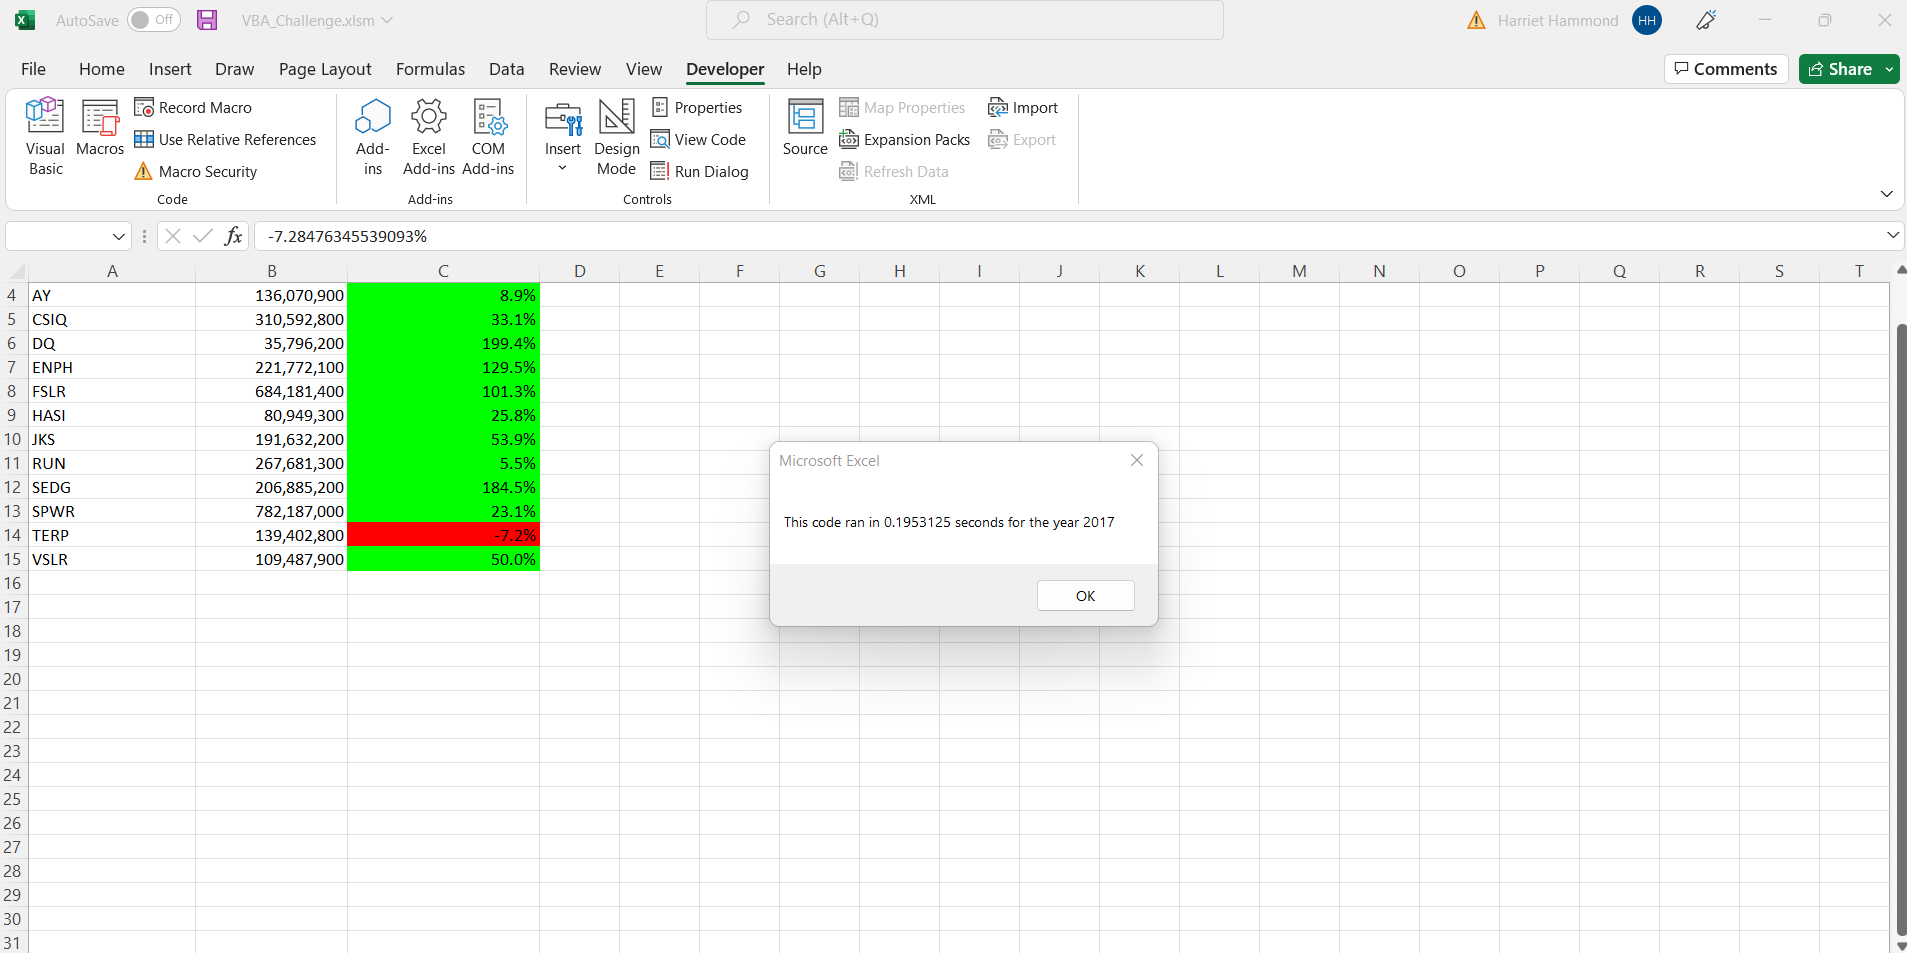 AutoSave Off VBA_Challenge.xlsm Search (Alt+Q) Harriet Hammond HH
File Home Insert Draw Page Layout Formulas Data Review View Developer Help Comments Share
Visual Basic
Macros
Record Macro
Use Relative References
Macro Security
Code
Add-ins
Excel Add-ins
COM Add-ins
Add-ins
Insert
Design Mode
Properties
View Code
Run Dialog
Controls
Source
Map Properties
Expansion Packs
Refresh Data
Import
Export
XML
fx -7.28476345539093%
A B C D E F G H I J K L M N O P Q R S T
4 AY 136,070,900 8.9%
5 CSIQ 310,592,800 33.1%
6 DQ 35,796,200 199.4%
7 ENPH 221,772,100 129.5%
8 FSLR 684,181,400 101.3%
9 HASI 80,949,300 25.8%
10 JKS 191,632,200 53.9%
11 RUN 267,681,300 5.5%
12 SEDG 206,885,200 184.5%
13 SPWR 782,187,000 23.1%
14 TERP 139,402,800 -7.2%
15 VSLR 109,487,900 50.0%
16
17
18
19
20
21
22
23
24
25
26
27
28
29
30
31
Microsoft Excel
This code ran in 0.1953125 seconds for the year 2017
OK